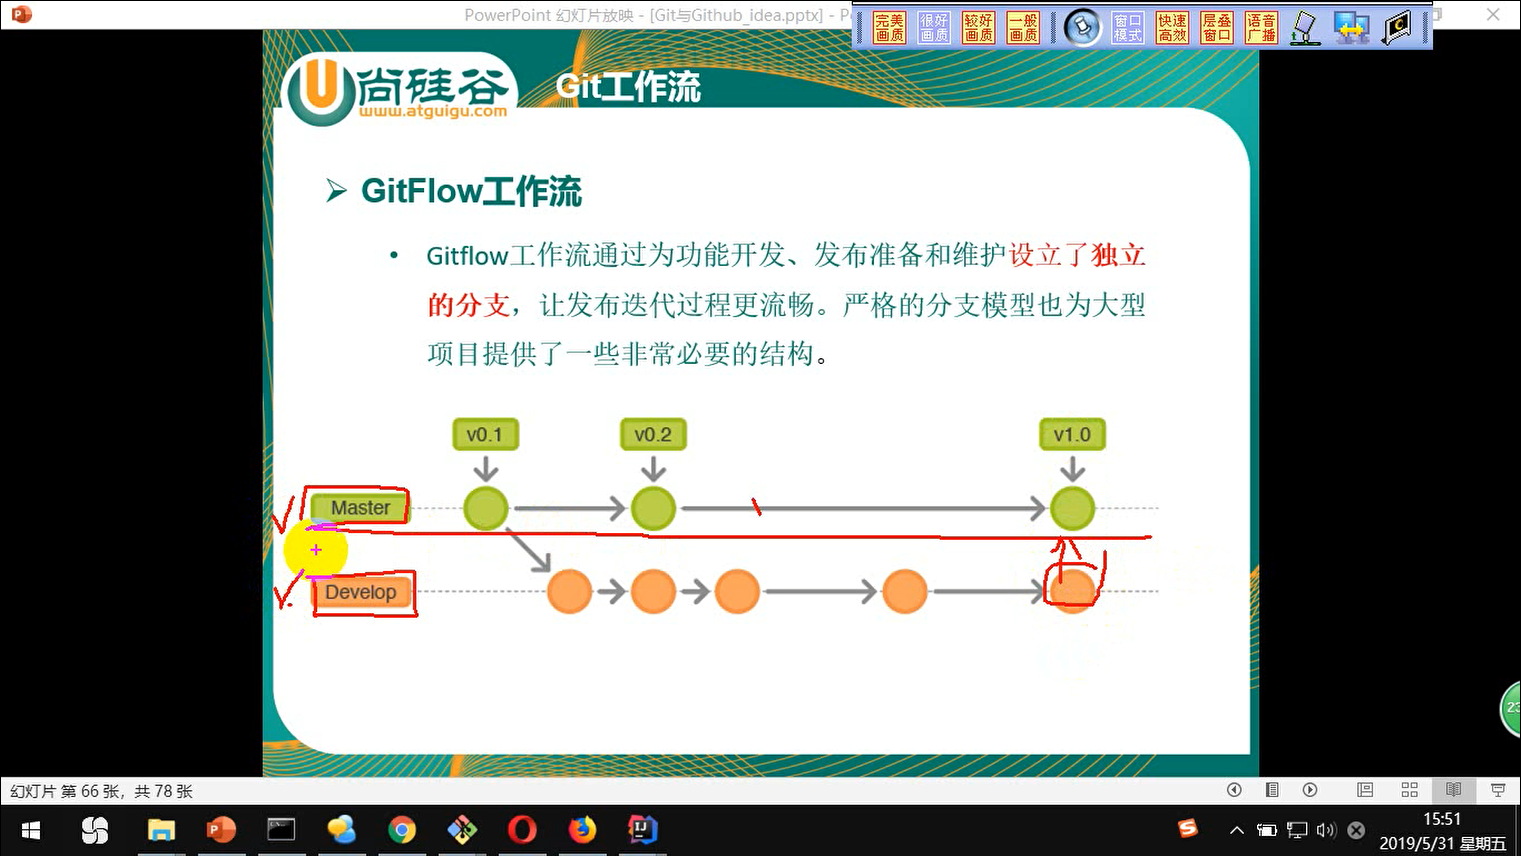 PowerPoint 幻灯片放映 - [Git与Github_idea.pptx] - P
完美画质
很好画质
较好画质
一般画质
窗口模式
快速高效
层叠窗口
语音广播
尚硅谷
www.atguigu.com
Git工作流
GitFlow工作流
• Gitflow工作流通过为功能开发、发布准备和维护设立了独立
的分支，让发布迭代过程更流畅。严格的分支模型也为大型
项目提供了一些非常必要的结构。
v0.1
v0.2
v1.0
Master
Develop
23
幻灯片 第 66 张，共 78 张
15:51
2019/5/31 星期五